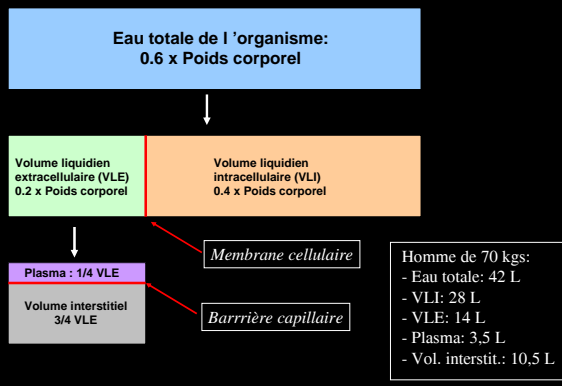 Eau totale de l 'organisme:
0.6 x Poids corporel
Volume liquidien
extracellulaire (VLE)
0.2 x Poids corporel
Volume liquidien
intracellulaire (VLI)
0.4 x Poids corporel
Membrane cellulaire
Plasma : 1/4 VLE
Volume interstitiel
3/4 VLE
Barrrière capillaire
Homme de 70 kgs:
- Eau totale: 42 L
- VLI: 28 L
- VLE: 14 L
- Plasma: 3,5 L
- Vol. interstit.: 10,5 L